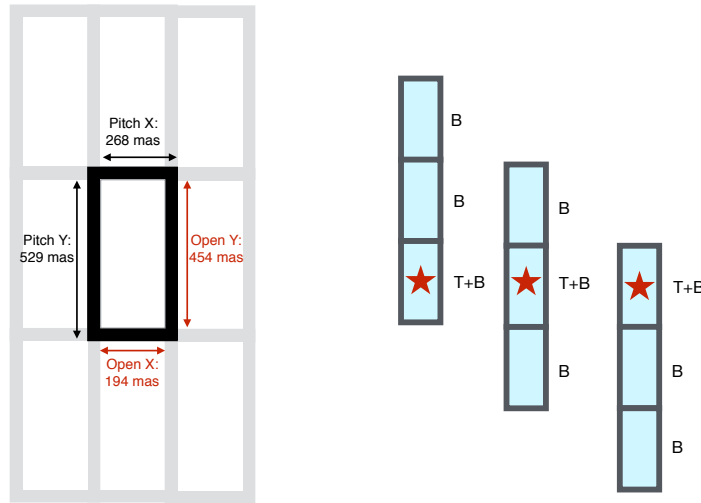 Pitch X:
268 mas
Pitch Y:
529 mas
Open Y:
454 mas
Open X:
194 mas
B
B
T+B
B
T+B
B
T+B
B
B